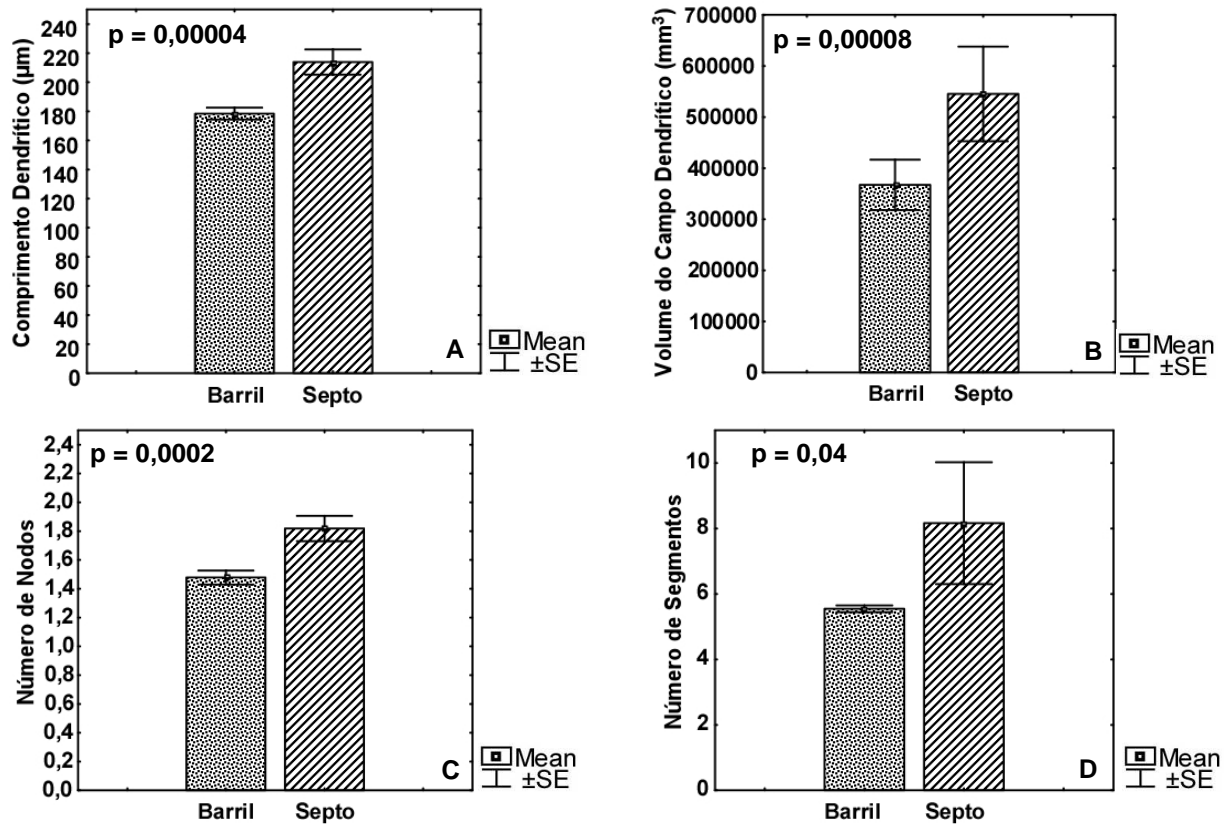 p = 0,00004
Comprimento Dendrítico (µm)
240
220
200
180
160
140
120
100
80
60
40
20
0
Barril Septo
A
Mean
±SE
p = 0,00008
Volume do Campo Dendrítico (mm³)
700000
600000
500000
400000
300000
200000
100000
0
Barril Septo
B
Mean
±SE
p = 0,0002
Número de Nodos
2,4
2,2
2,0
1,8
1,6
1,4
1,2
1,0
0,8
0,6
0,4
0,2
0,0
Barril Septo
C
Mean
±SE
p = 0,04
Número de Segmentos
10
8
6
4
2
0
Barril Septo
D
Mean
±SE